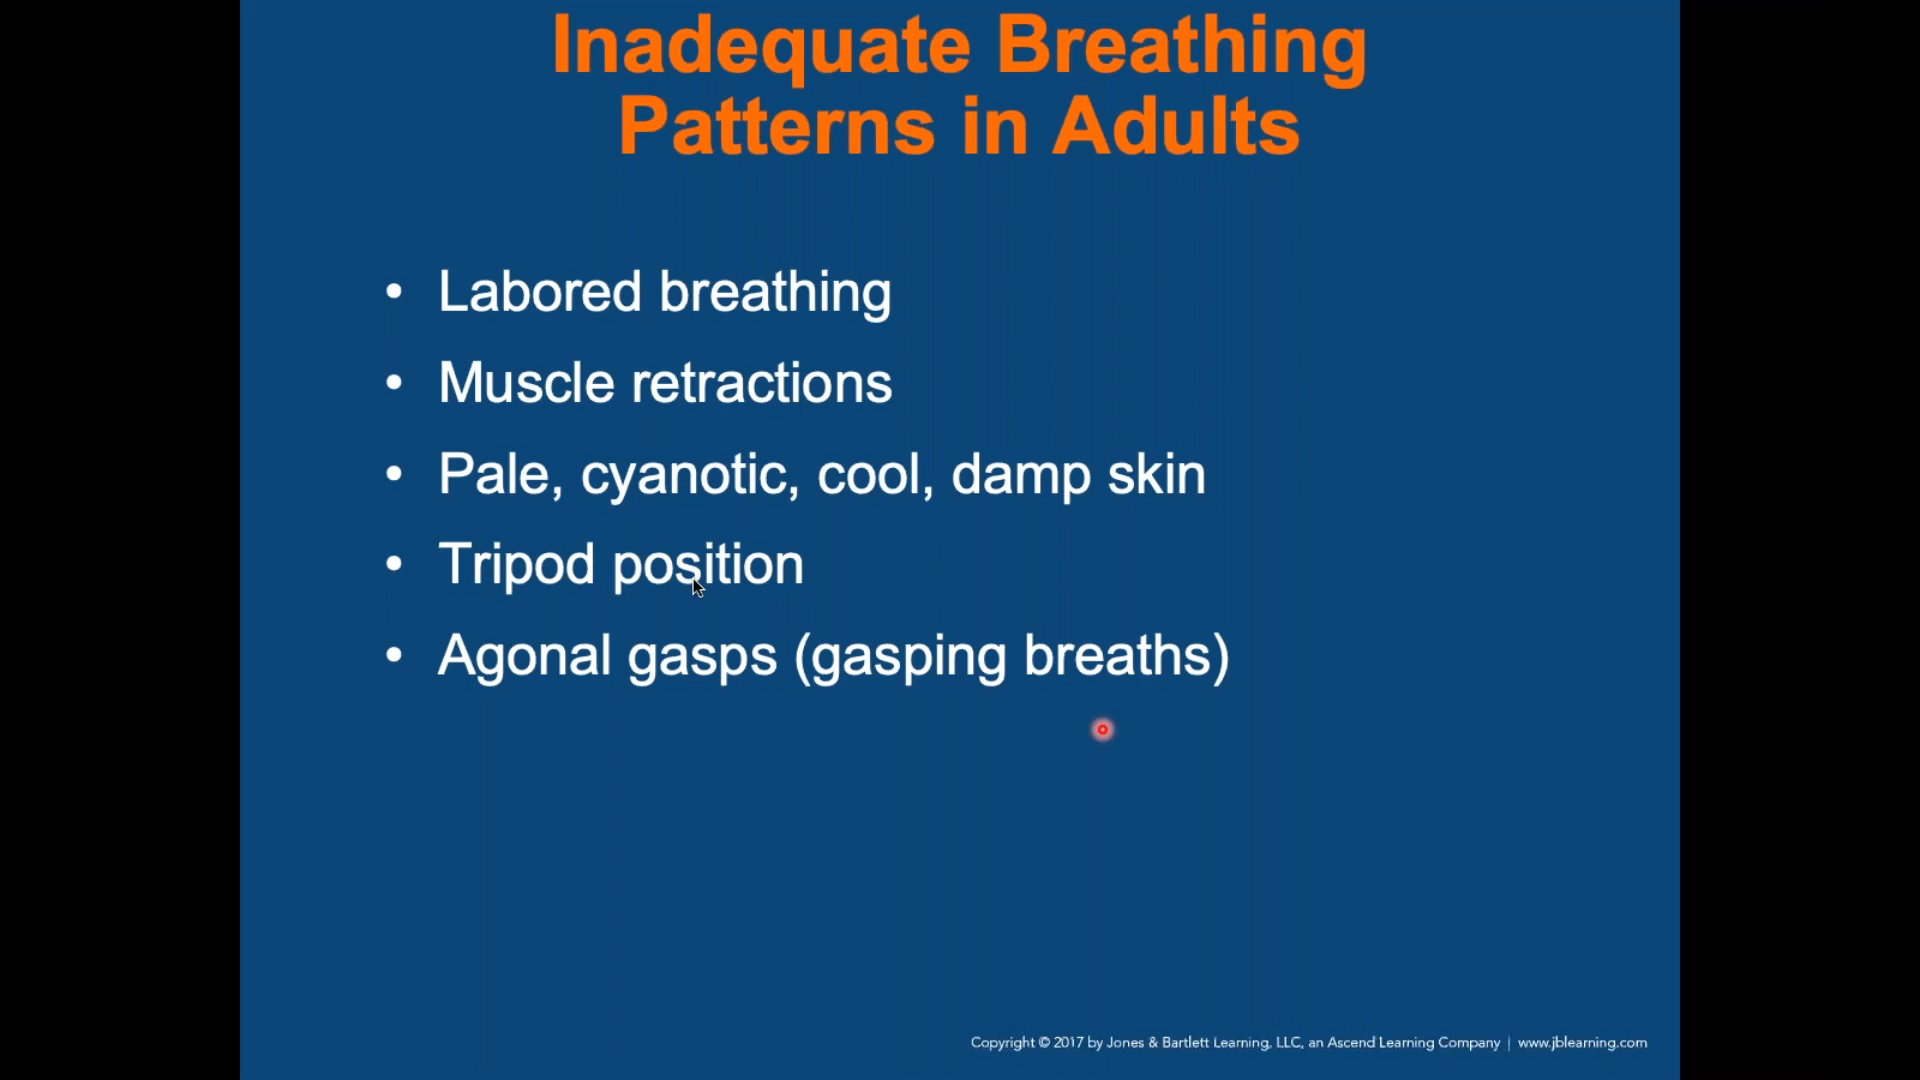 Inadequate Breathing
Patterns in Adults
• Labored breathing
• Muscle retractions
• Pale, cyanotic, cool, damp skin
• Tripod position
• Agonal gasps (gasping breaths)
Copyright © 2017 by Jones & Bartlett Learning, LLC, an Ascend Learning Company | www.jblearning.com